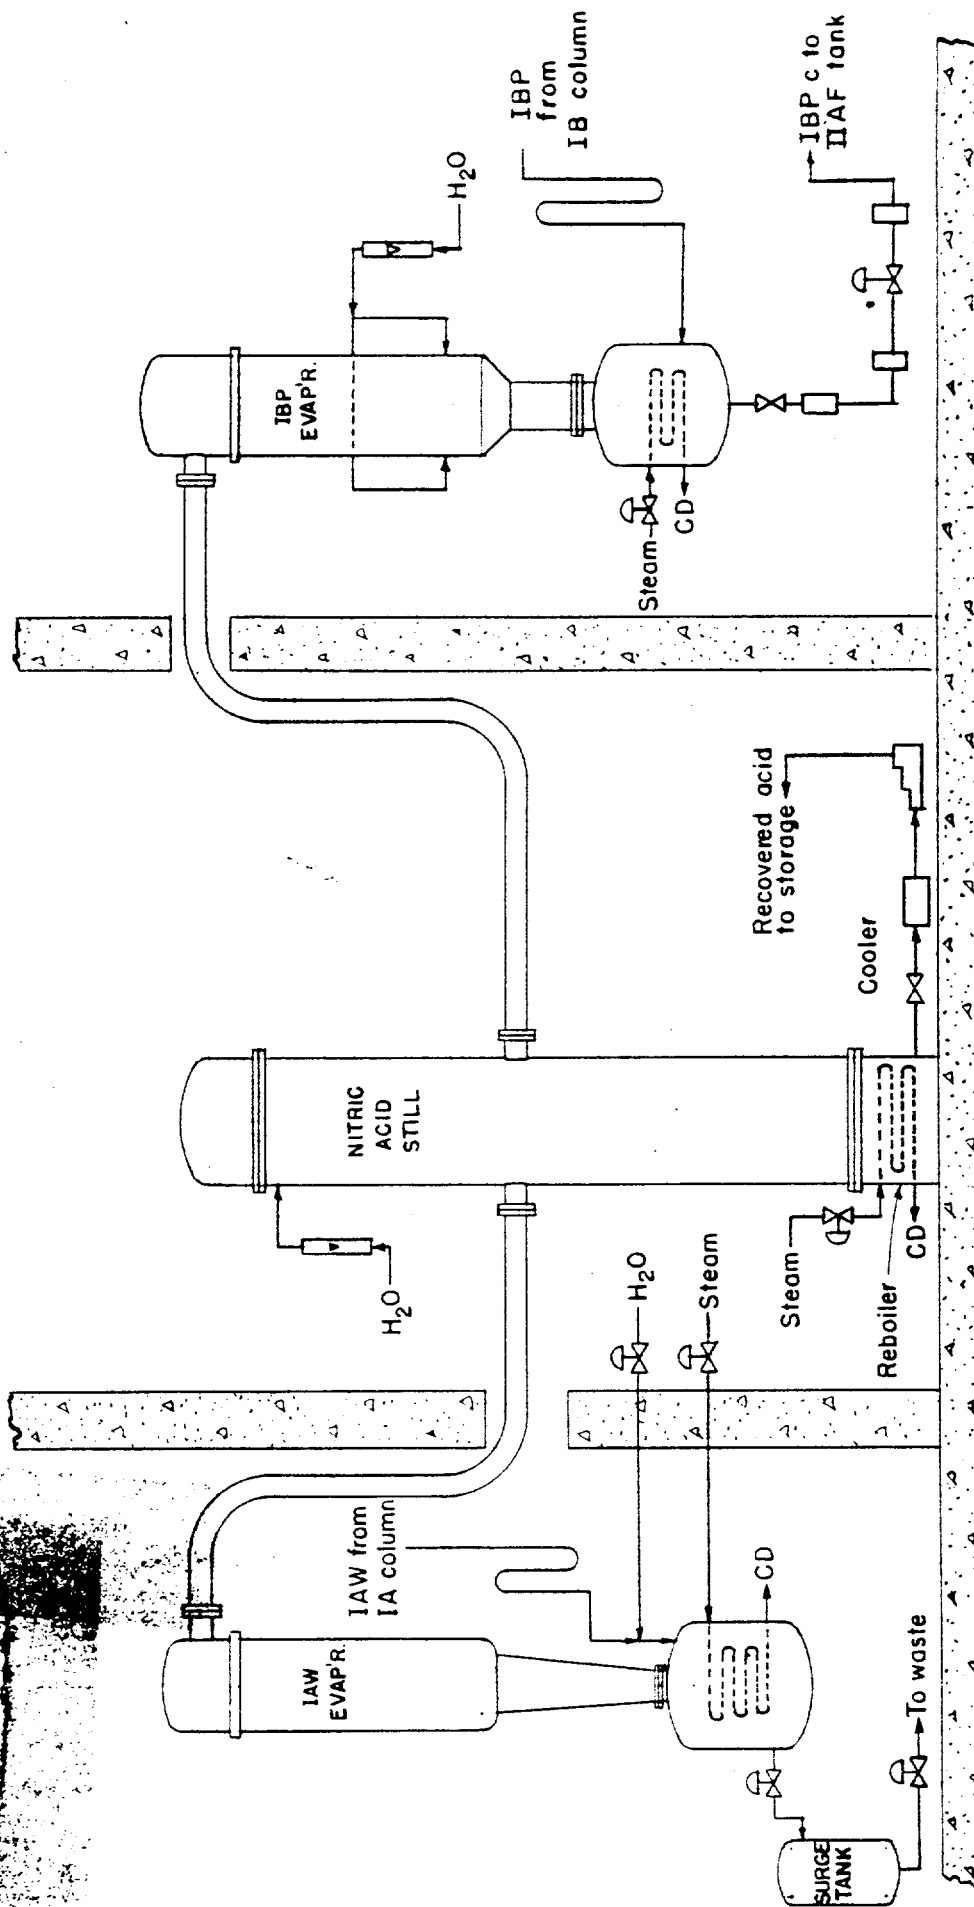 IBP
from
IB column
IBP c to
IIAF tank
H₂O
IBP
EVAP'R.
Steam
CD
Recovered acid
to storage
Cooler
NITRIC
ACID
STILL
H₂O
Steam
CD
Reboiler
H₂O
Steam
IAW from
IA column
IAW
EVAP'R.
CD
To waste
SURGE
TANK